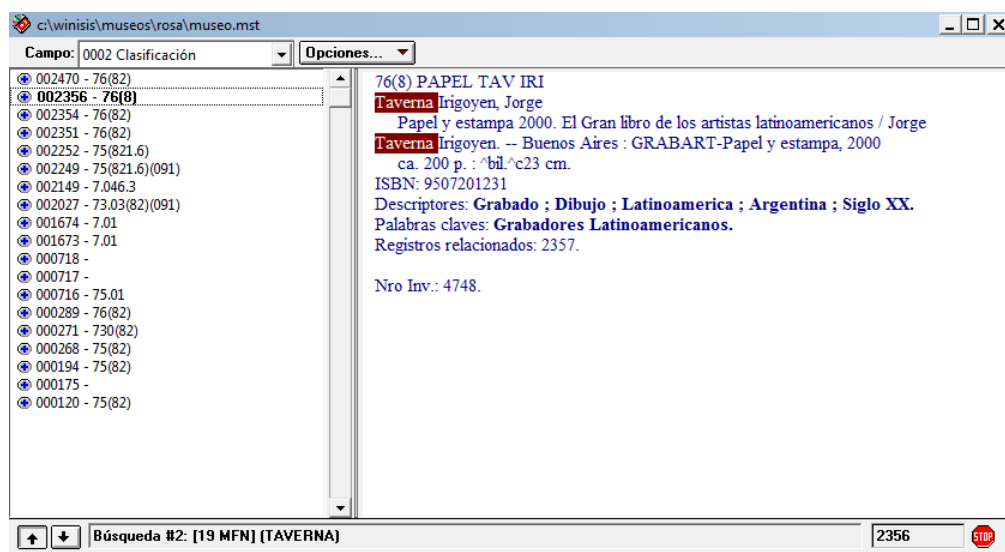 c:\winisis\museos\rosa\museo.mst
Campo: 0002 Clasificación Opciones...
002470 - 76(82)
002356 - 76(8)
002354 - 76(82)
002351 - 76(82)
002252 - 75(821.6)
002249 - 75(821.6)(091)
002149 - 7.046.3
002027 - 73.03(82)(091)
001674 - 7.01
001673 - 7.01
000718 -
000717 -
000716 - 75.01
000289 - 76(82)
000271 - 730(82)
000268 - 75(82)
000194 - 75(82)
000175 -
000120 - 75(82)
76(8) PAPEL TAV IRI
Taverna Irigoyen, Jorge
Papel y estampa 2000. El Gran libro de los artistas latinoamericanos / Jorge
Taverna Irigoyen. -- Buenos Aires : GRABART-Papel y estampa, 2000
ca. 200 p. : ^bil.^c23 cm.
ISBN: 9507201231
Descriptores: Grabado ; Dibujo ; Latinoamerica ; Argentina ; Siglo XX.
Palabras claves: Grabadores Latinoamericanos.
Registros relacionados: 2357.
Nro Inv.: 4748.
Búsqueda #2: [19 MFN] (TAVERNA) 2356 STOP